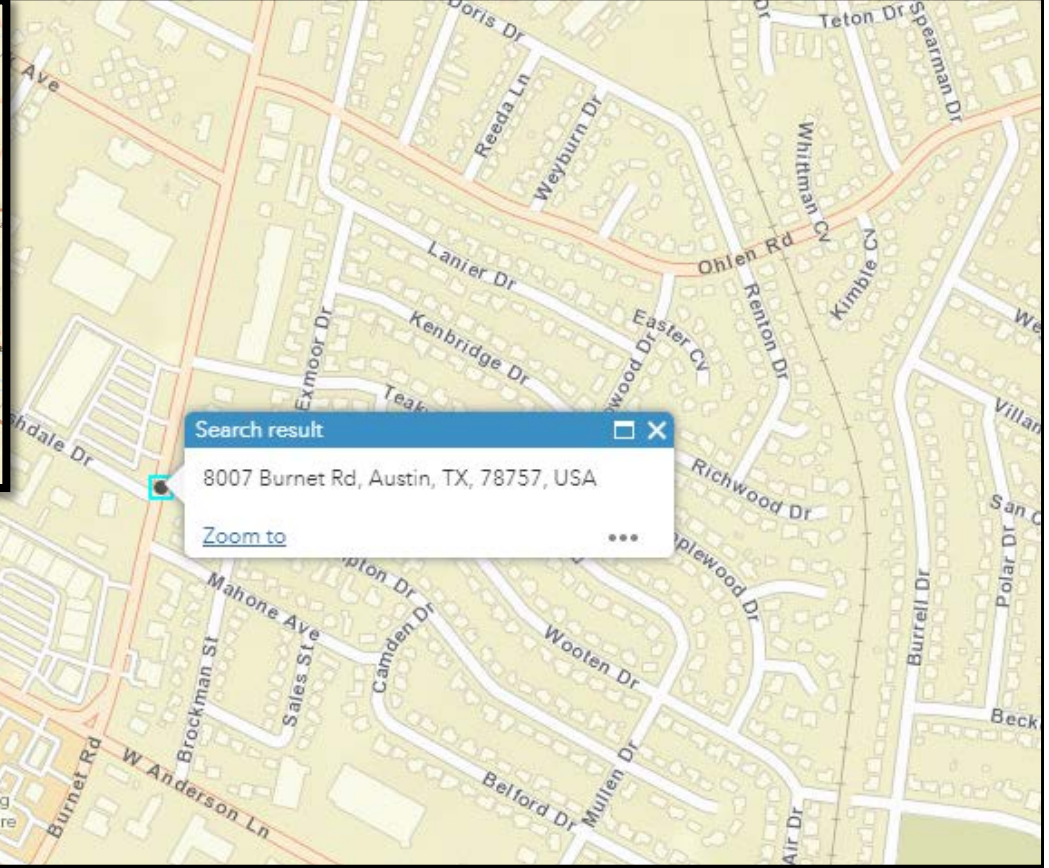 Doris Dr
Teton Dr
Spearman Dr
Dr
Ave
Reeda Ln
Weyburn Dr
Whittman Cv
Ohlen Rd
Kimble Cv
Lanier Dr
Renton Dr
Easter Cv
Kenbridge Dr
Exmoor Dr
Search result
8007 Burnet Rd, Austin, TX, 78757, USA
Zoom to
Richwood Dr
Mahone Ave
Camden Dr
Wooten Dr
Sales St
Brockman St
Burrell Dr
Polar Dr
Burnet Rd
W Anderson Ln
Belford Dr
Mullen Dr
Air Dr